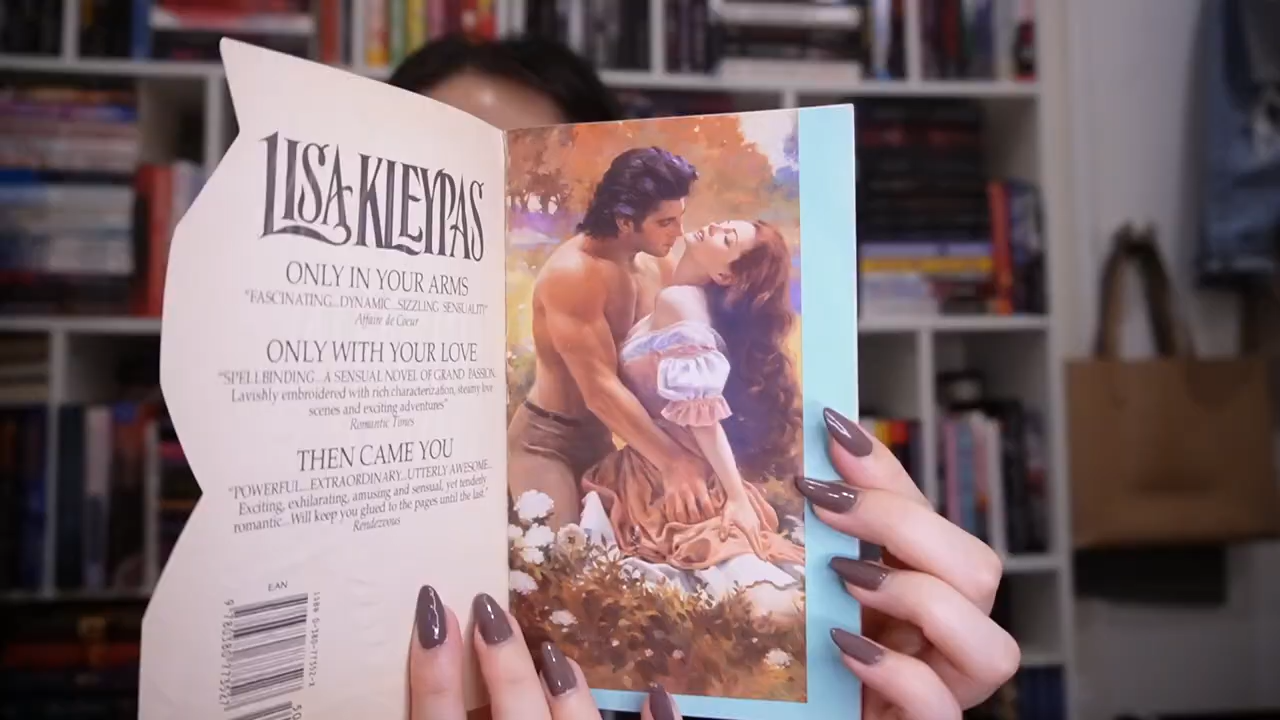 LISA KLEYPAS
ONLY IN YOUR ARMS
"FASCINATING...DYNAMIC...SIZZLING SENSUALITY"
Affaire de Coeur
ONLY WITH YOUR LOVE
"SPELLBINDING...A SENSUAL NOVEL OF GRAND PASSION.
Lavishly embroidered with rich characterization, steamy love
scenes and exciting adventures"
Romantic Times
THEN CAME YOU
"POWERFUL...EXTRAORDINARY...UTTERLY AWESOME...
Exciting, exhilarating, amusing and sensual, yet tenderly
romantic...Will keep you glued to the pages until the last."
Rendezvous
EAN